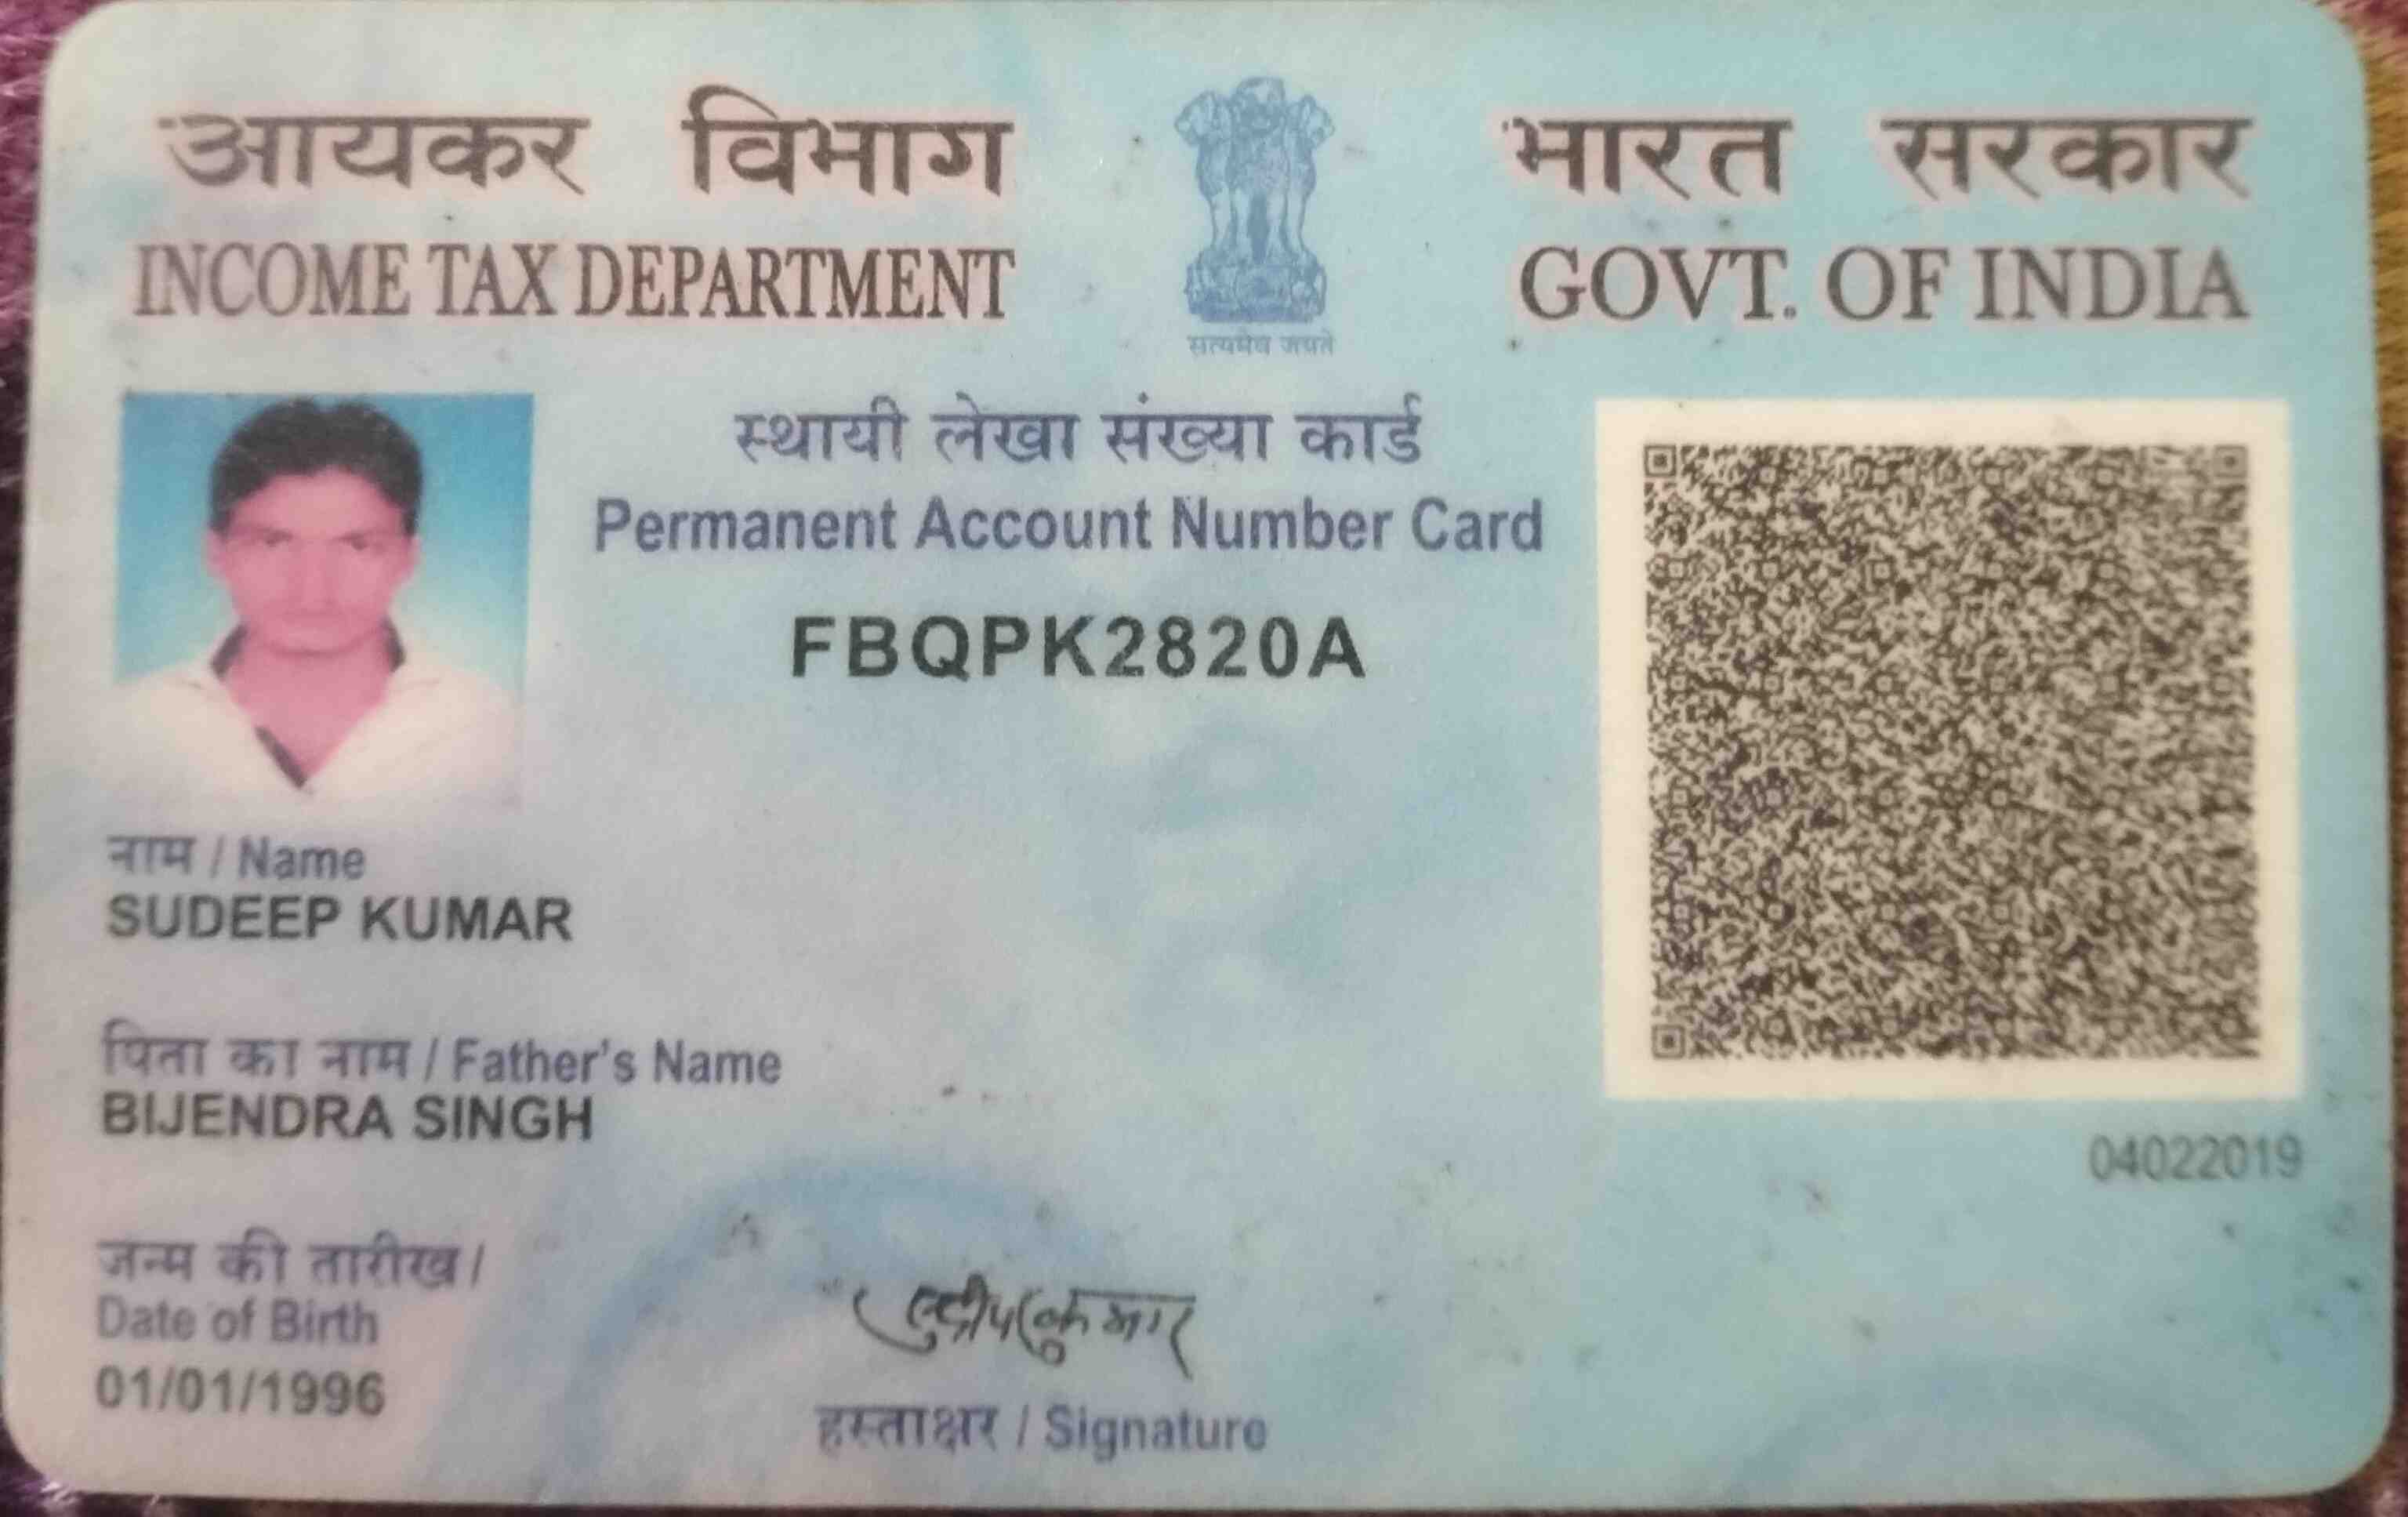 आयकर विभाग
INCOME TAX DEPARTMENT
भारत सरकार
GOVT. OF INDIA
सत्यमेव जयते
स्थायी लेखा संख्या कार्ड
Permanent Account Number Card
FBQPK2820A
नाम / Name
SUDEEP KUMAR
पिता का नाम / Father's Name
BIJENDRA SINGH
04022019
जन्म की तारीख /
Date of Birth
01/01/1996
सुदीप कुमार
हस्ताक्षर / Signature